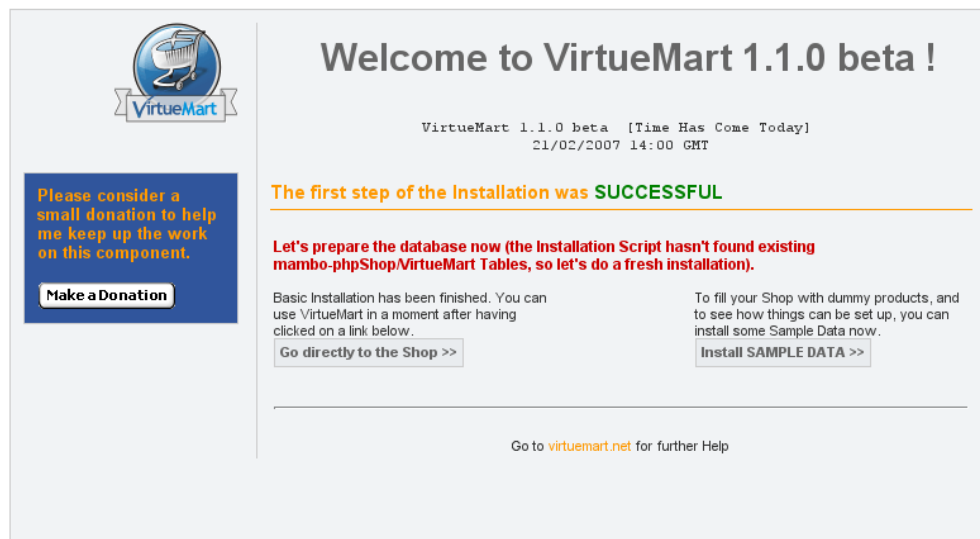 VirtueMart
Welcome to VirtueMart 1.1.0 beta !
VirtueMart 1.1.0 beta [Time Has Come Today]
21/02/2007 14:00 GMT
Please consider a
small donation to help
me keep up the work
on this component.
Make a Donation
The first step of the Installation was SUCCESSFUL
Let's prepare the database now (the Installation Script hasn't found existing
mambo-phpShop/VirtueMart Tables, so let's do a fresh installation).
Basic Installation has been finished. You can
use VirtueMart in a moment after having
clicked on a link below.
Go directly to the Shop >>
To fill your Shop with dummy products, and
to see how things can be set up, you can
install some Sample Data now.
Install SAMPLE DATA >>
Go to virtuemart.net for further Help